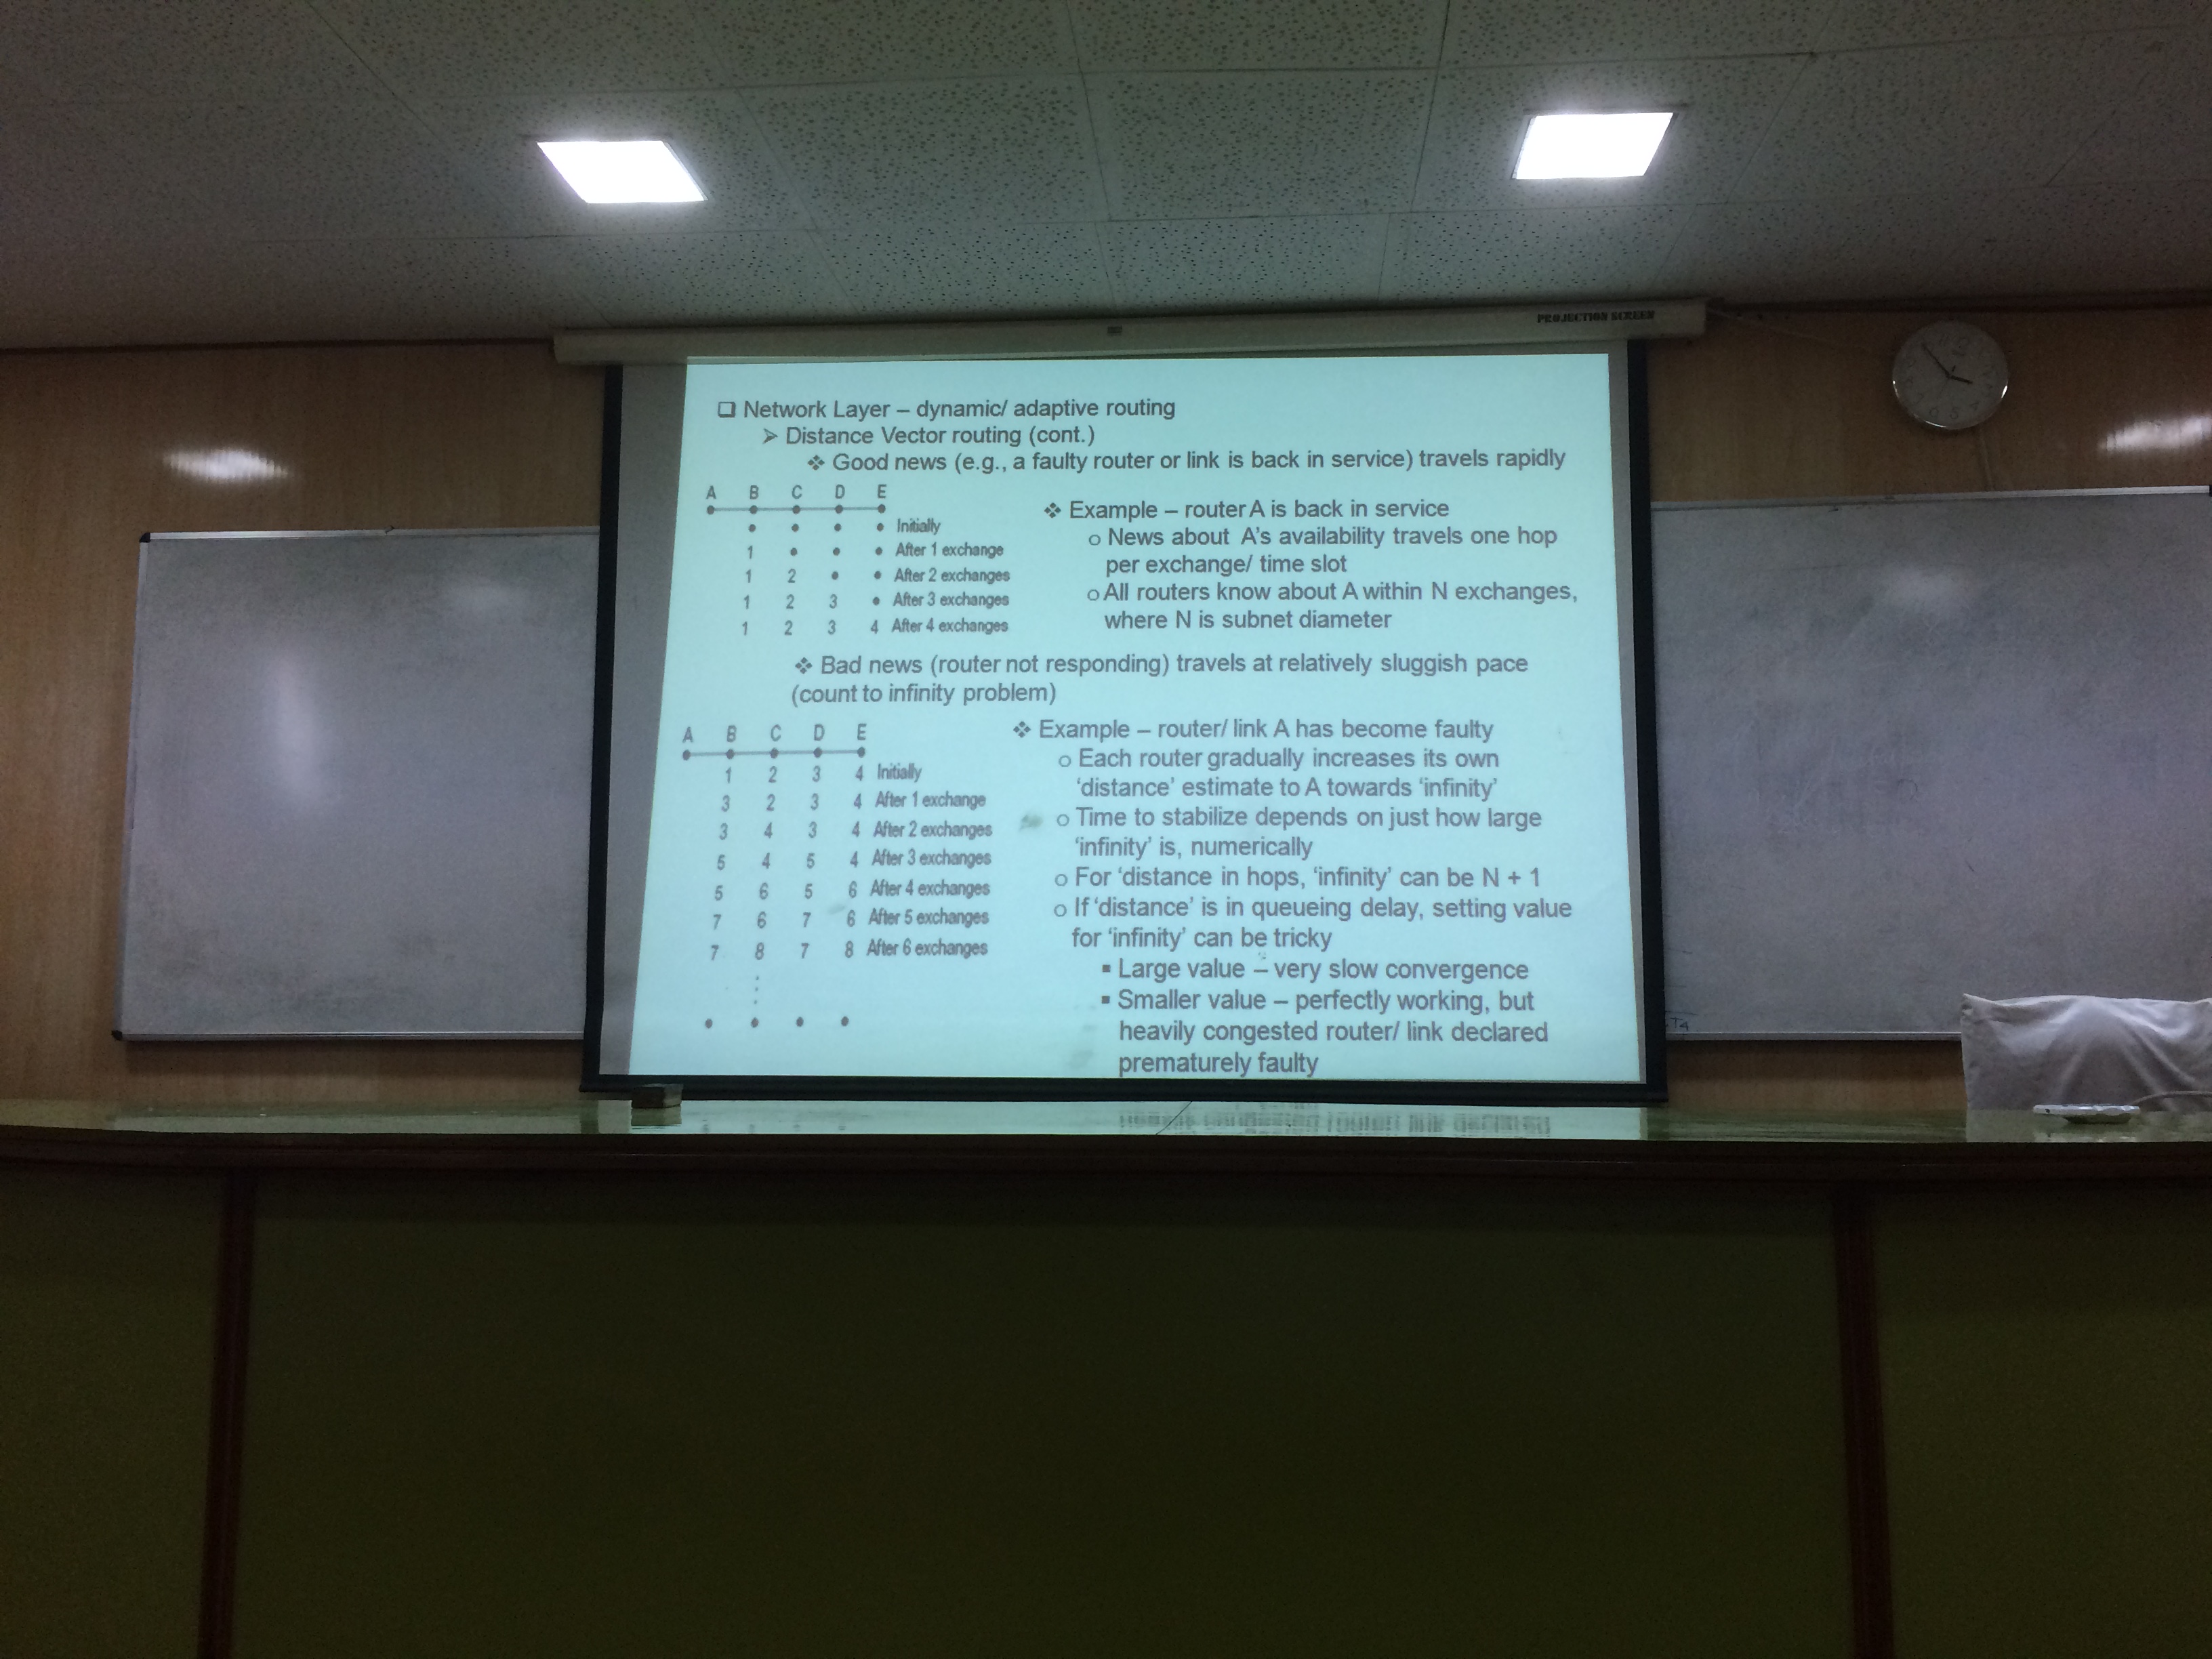 PROJECTION SCREEN
❑ Network Layer – dynamic/ adaptive routing
➢ Distance Vector routing (cont.)
❖ Good news (e.g., a faulty router or link is back in service) travels rapidly
A B C D E
• • • • Initially
1 • • • After 1 exchange
1 2 • • After 2 exchanges
1 2 3 • After 3 exchanges
1 2 3 4 After 4 exchanges
❖ Example – router A is back in service
o News about A's availability travels one hop
per exchange/ time slot
o All routers know about A within N exchanges,
where N is subnet diameter
❖ Bad news (router not responding) travels at relatively sluggish pace
(count to infinity problem)
A B C D E
1 2 3 4 Initially
3 2 3 4 After 1 exchange
3 4 3 4 After 2 exchanges
5 4 5 4 After 3 exchanges
5 6 5 6 After 4 exchanges
7 6 7 6 After 5 exchanges
7 8 7 8 After 6 exchanges
⋮
• • • •
❖ Example – router/ link A has become faulty
o Each router gradually increases its own
'distance' estimate to A towards 'infinity'
o Time to stabilize depends on just how large
'infinity' is, numerically
o For 'distance in hops, 'infinity' can be N + 1
o If 'distance' is in queueing delay, setting value
for 'infinity' can be tricky
▪ Large value – very slow convergence
▪ Smaller value – perfectly working, but
heavily congested router/ link declared
prematurely faulty